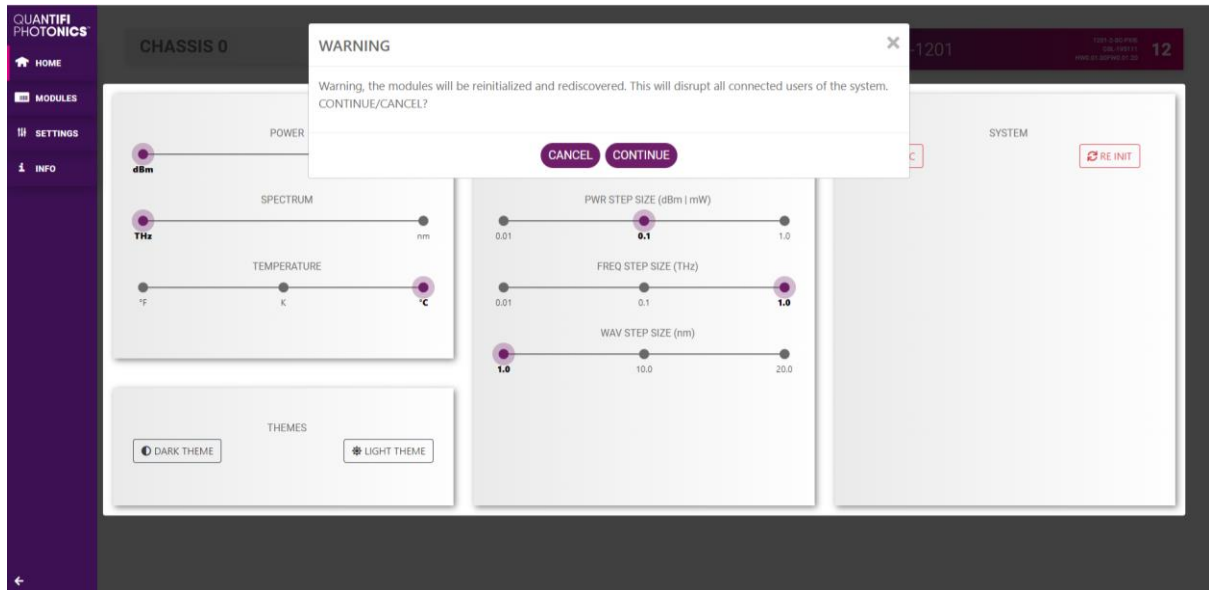 QUANTIFI
PHOTONICS™
HOME
MODULES
SETTINGS
INFO
CHASSIS 0
-1201
12
WARNING
×
Warning, the modules will be reinitialized and rediscovered. This will disrupt all connected users of the system.
CONTINUE/CANCEL?
CANCEL CONTINUE
POWER
dBm
SPECTRUM
THz nm
TEMPERATURE
°F K °C
THEMES
DARK THEME LIGHT THEME
PWR STEP SIZE (dBm | mW)
0.01 0.1 1.0
FREQ STEP SIZE (THz)
0.01 0.1 1.0
WAV STEP SIZE (nm)
1.0 10.0 20.0
SYSTEM
C RE INIT